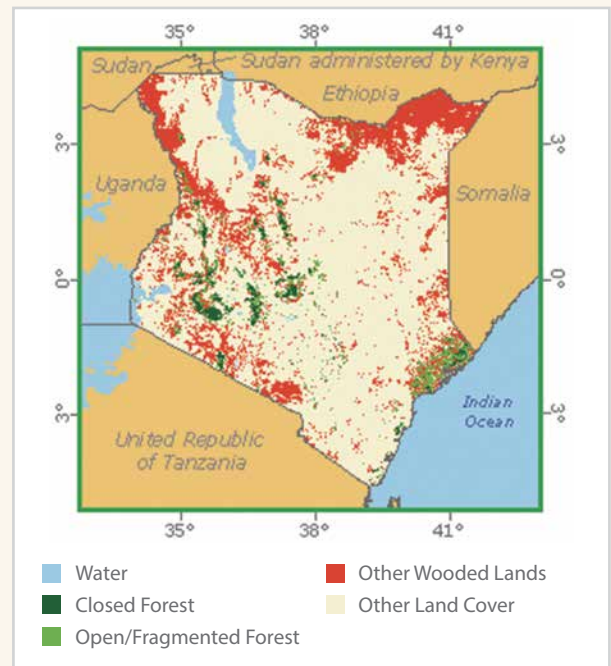 35° 38° 41°
Sudan Sudan administered by Kenya
Ethiopia
3° 3°
Uganda Somalia
0° 0°
3° 3°
Indian
Ocean
United Republic
of Tanzania
35° 38° 41°
Water
Closed Forest
Open/Fragmented Forest
Other Wooded Lands
Other Land Cover